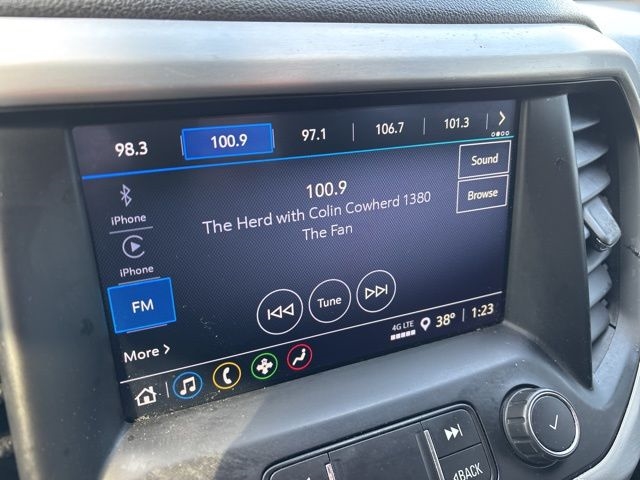 98.3 100.9 97.1 106.7 101.3
Sound
iPhone
100.9
Browse
The Herd with Colin Cowherd 1380
The Fan
iPhone
FM
Tune
More
4G LTE 38° 1:23
BACK